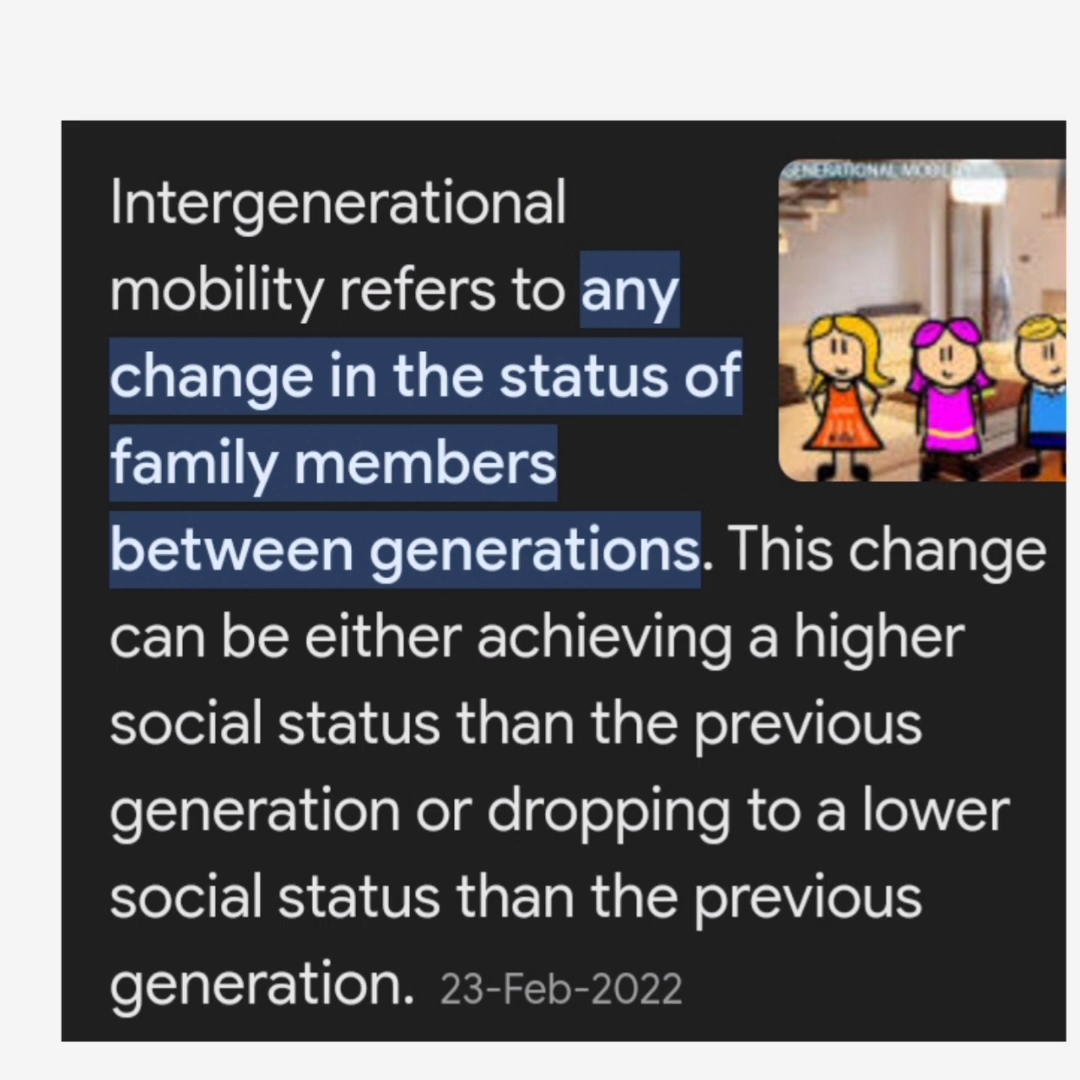 Intergenerational
mobility refers to any
change in the status of
family members
between generations. This change
can be either achieving a higher
social status than the previous
generation or dropping to a lower
social status than the previous
generation. 23-Feb-2022
GENERATIONAL